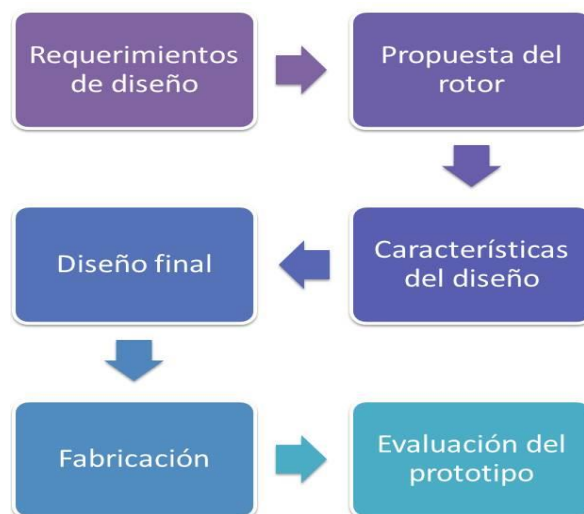 Requerimientos
de diseño
Propuesta del
rotor
Características
del diseño
Diseño final
Fabricación
Evaluación del
prototipo